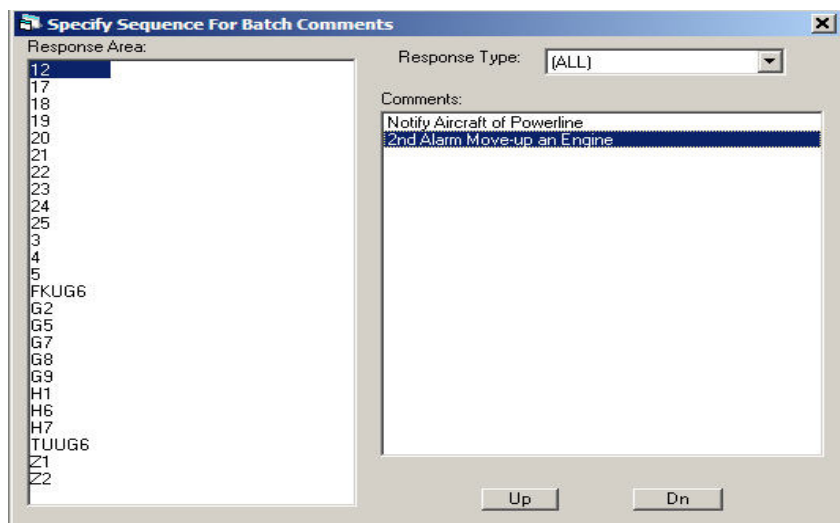 Specify Sequence For Batch Comments
Response Area:
12
17
18
19
20
21
22
23
24
25
3
4
5
FKUG6
G2
G5
G7
G8
G9
H1
H6
H7
TUUG6
Z1
Z2
Response Type: (ALL)
Comments:
Notify Aircraft of Powerline
2nd Alarm Move-up an Engine
Up Dn